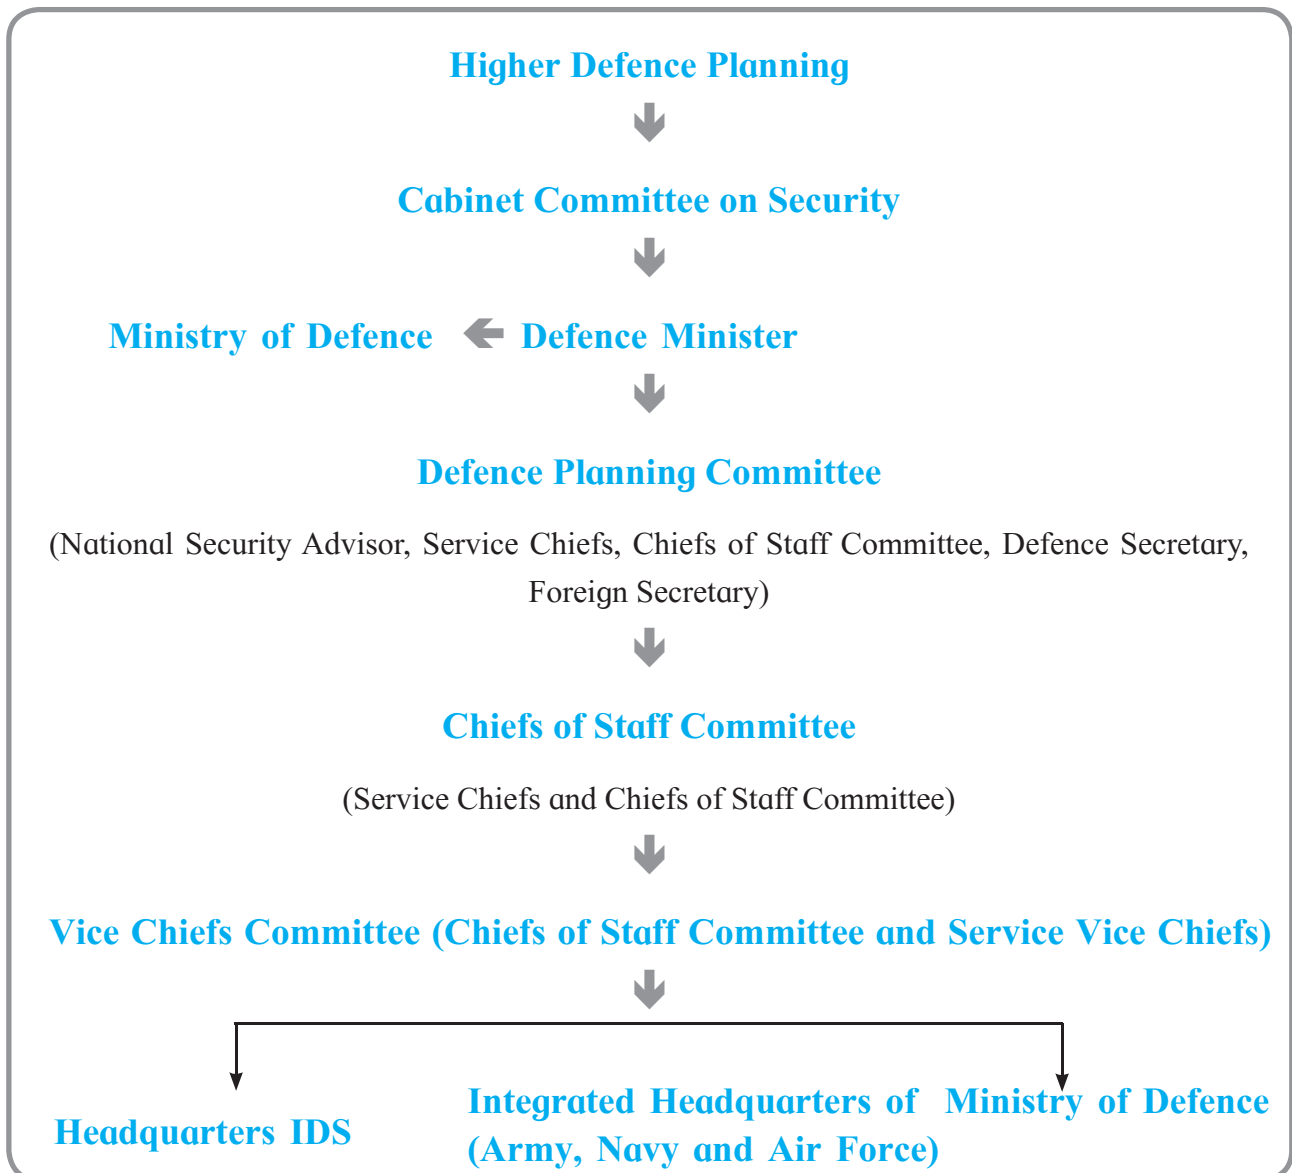 Higher Defence Planning
Cabinet Committee on Security
Ministry of Defence Defence Minister
Defence Planning Committee
(National Security Advisor, Service Chiefs, Chiefs of Staff Committee, Defence Secretary,
Foreign Secretary)
Chiefs of Staff Committee
(Service Chiefs and Chiefs of Staff Committee)
Vice Chiefs Committee (Chiefs of Staff Committee and Service Vice Chiefs)
Headquarters IDS
Integrated Headquarters of Ministry of Defence
(Army, Navy and Air Force)